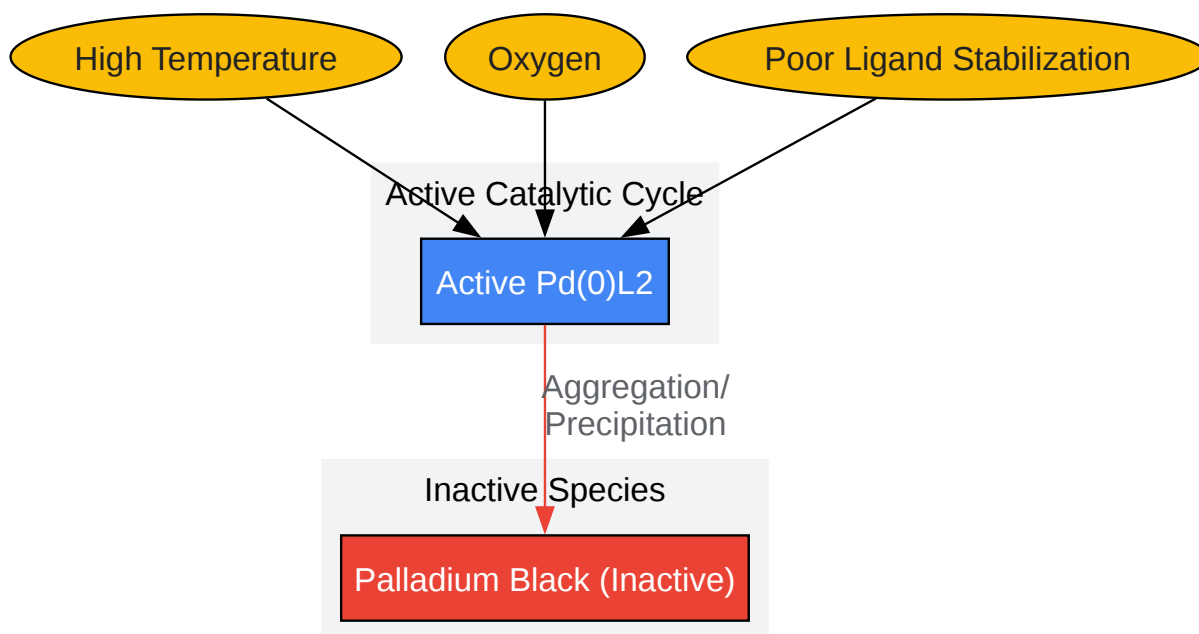 High Temperature
Oxygen
Poor Ligand Stabilization
Active Catalytic Cycle
Active Pd(0)L2
Aggregation/
Precipitation
Inactive Species
Palladium Black (Inactive)